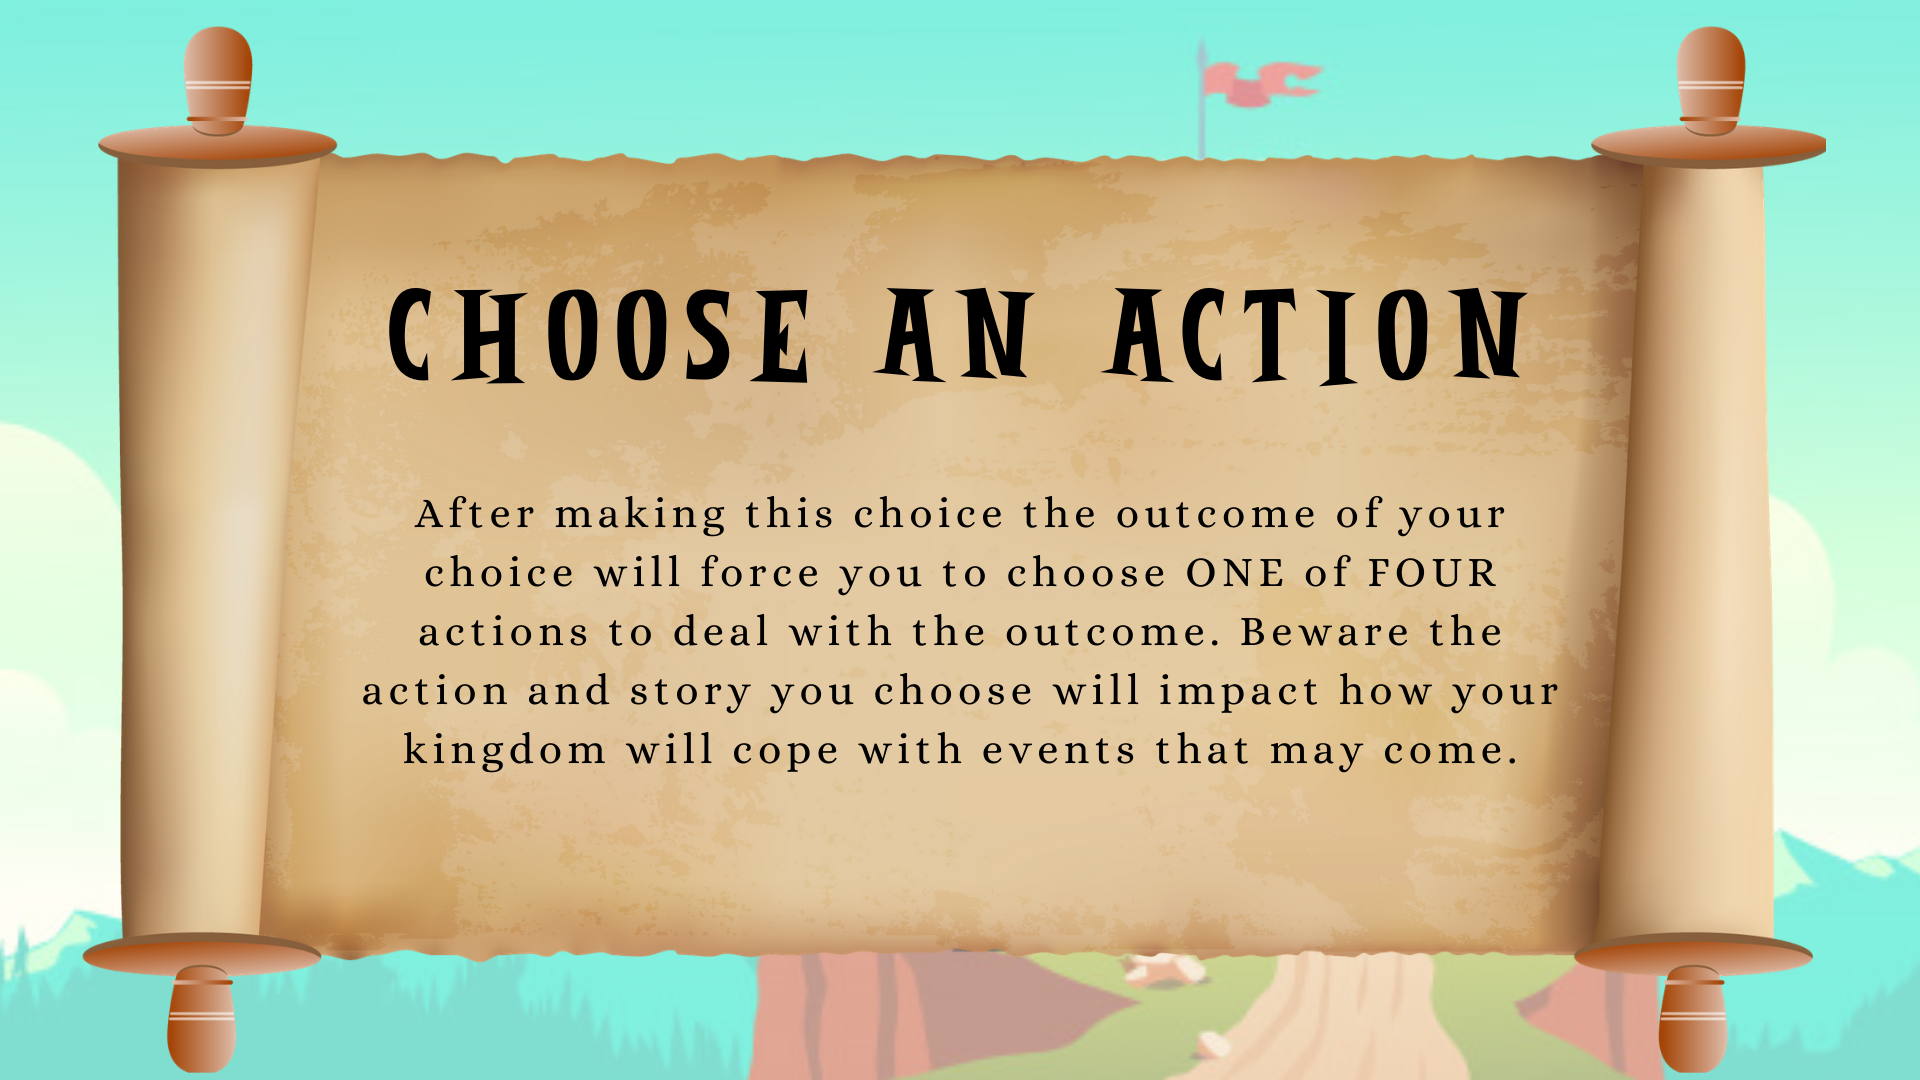 CHOOSE AN ACTION
After making this choice the outcome of your
choice will force you to choose ONE of FOUR
actions to deal with the outcome. Beware the
action and story you choose will impact how your
kingdom will cope with events that may come.